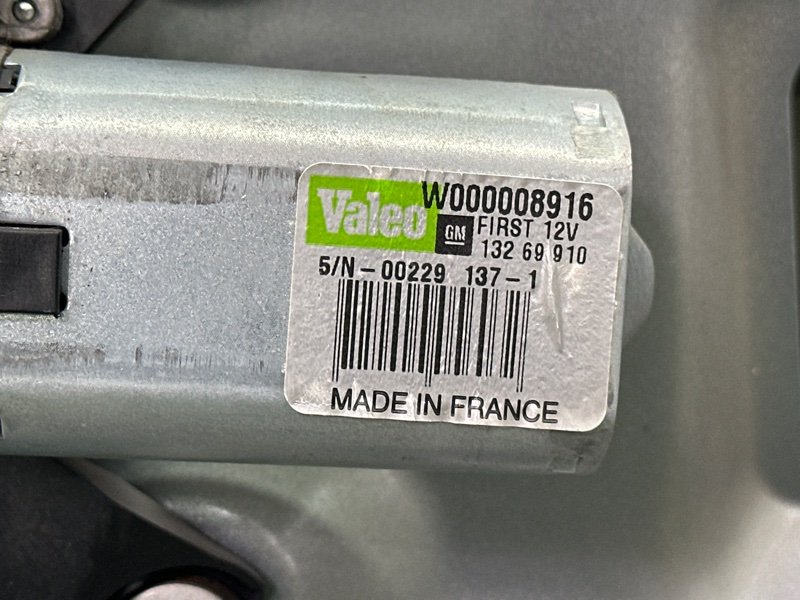 Valeo W000008916
GM FIRST 12V
132 69 910
S/N-00229 137-1
MADE IN FRANCE